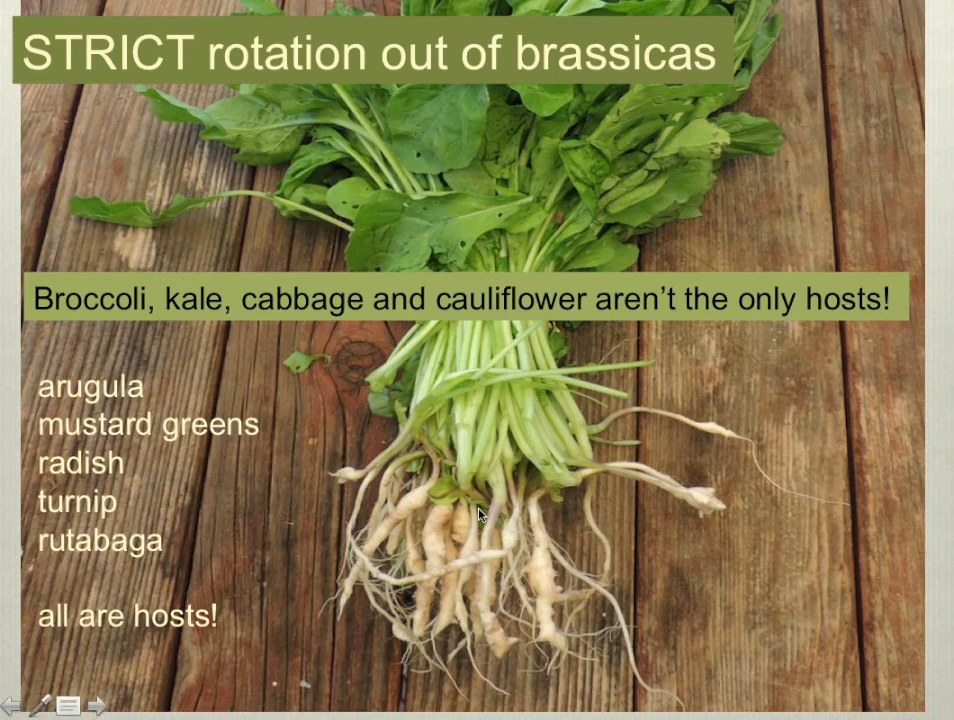 STRICT rotation out of brassicas
Broccoli, kale, cabbage and cauliflower aren’t the only hosts!
arugula
mustard greens
radish
turnip
rutabaga
all are hosts!